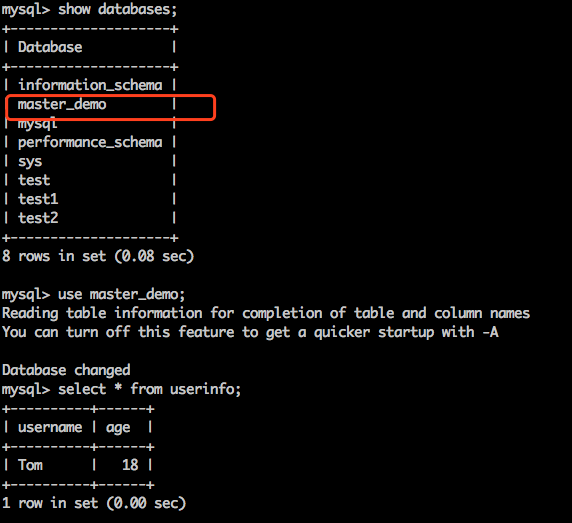 mysql> show databases;
+--------------------+
| Database           |
+--------------------+
| information_schema |
| master_demo        |
| mysql              |
| performance_schema |
| sys                |
| test               |
| test1              |
| test2              |
+--------------------+
8 rows in set (0.08 sec)

mysql> use master_demo;
Reading table information for completion of table and column names
You can turn off this feature to get a quicker startup with -A

Database changed
mysql> select * from userinfo;
+----------+------+
| username | age  |
+----------+------+
| Tom      |   18 |
+----------+------+
1 row in set (0.00 sec)